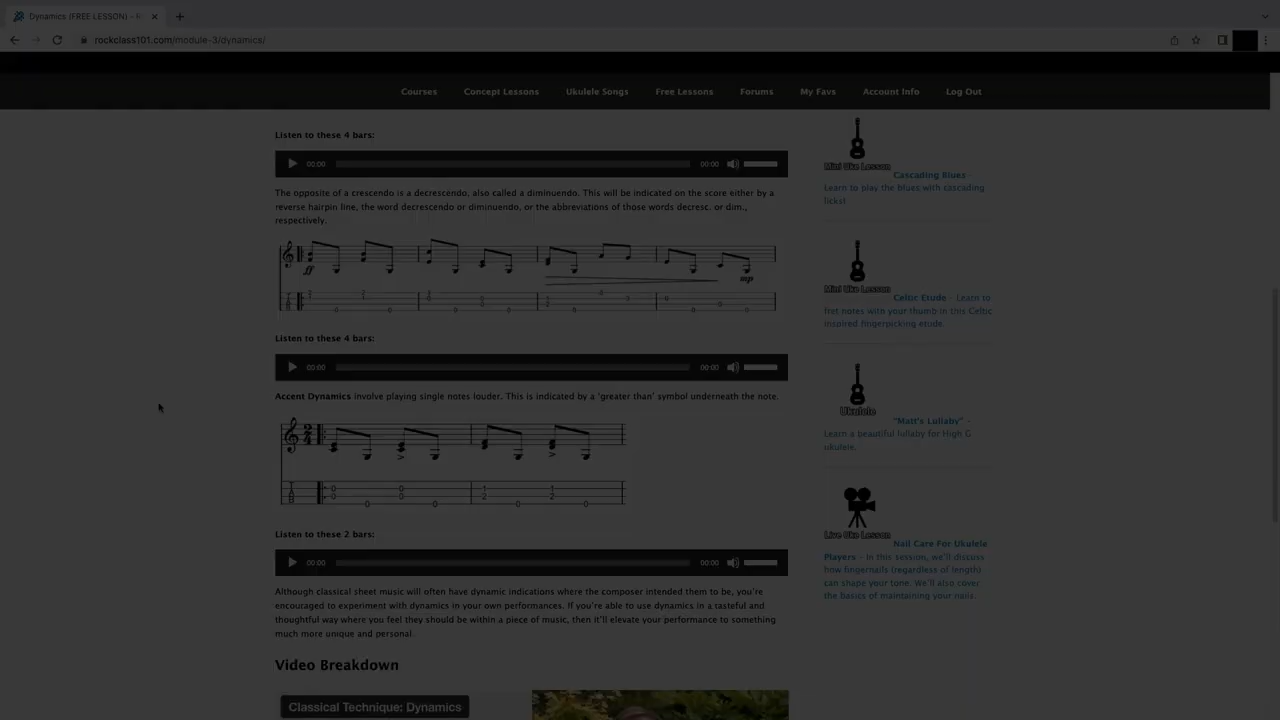 Dynamics (FREE LESSON) – R
rockclass101.com/module-3/dynamics/
Courses
Concept Lessons
Ukulele Songs
Free Lessons
Forums
My Favs
Account Info
Log Out
Listen to these 4 bars:
00:00
00:00
The opposite of a crescendo is a decrescendo, also called a diminuendo. This will be indicated on the score either by a
reverse hairpin line, the word decrescendo or diminuendo, or the abbreviations of those words decresc. or dim.,
respectively.
ff
mp
Listen to these 4 bars:
00:00
00:00
Accent Dynamics involve playing single notes louder. This is indicated by a ‘greater than’ symbol underneath the note.
Listen to these 2 bars:
00:00
00:00
Although classical sheet music will often have dynamic indications where the composer intended them to be, you’re
encouraged to experiment with dynamics in your own performances. If you’re able to use dynamics in a tasteful and
thoughtful way where you feel they should be within a piece of music, then it’ll elevate your performance to something
much more unique and personal.
Video Breakdown
Classical Technique: Dynamics
Mini Uke Lesson
Cascading Blues –
Learn to play the blues with cascading
licks!
Mini Uke Lesson
Celtic Etude – Learn to
fret notes with your thumb in this Celtic
inspired fingerpicking etude.
Ukulele
“Matt’s Lullaby” –
Learn a beautiful lullaby for High G
ukulele.
Live Uke Lesson
Nail Care For Ukulele
Players – In this session, we’ll discuss
how fingernails (regardless of length)
can shape your tone. We’ll also cover
the basics of maintaining your nails.